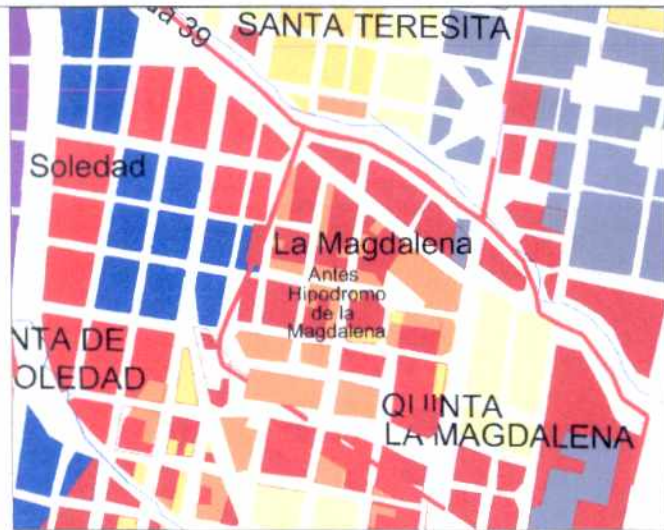 39
SANTA TERESITA
Soledad
La Magdalena
Antes
Hipodromo
de la
Magdalena
NTA DE
OLEDAD
QUINTA
LA MAGDALENA